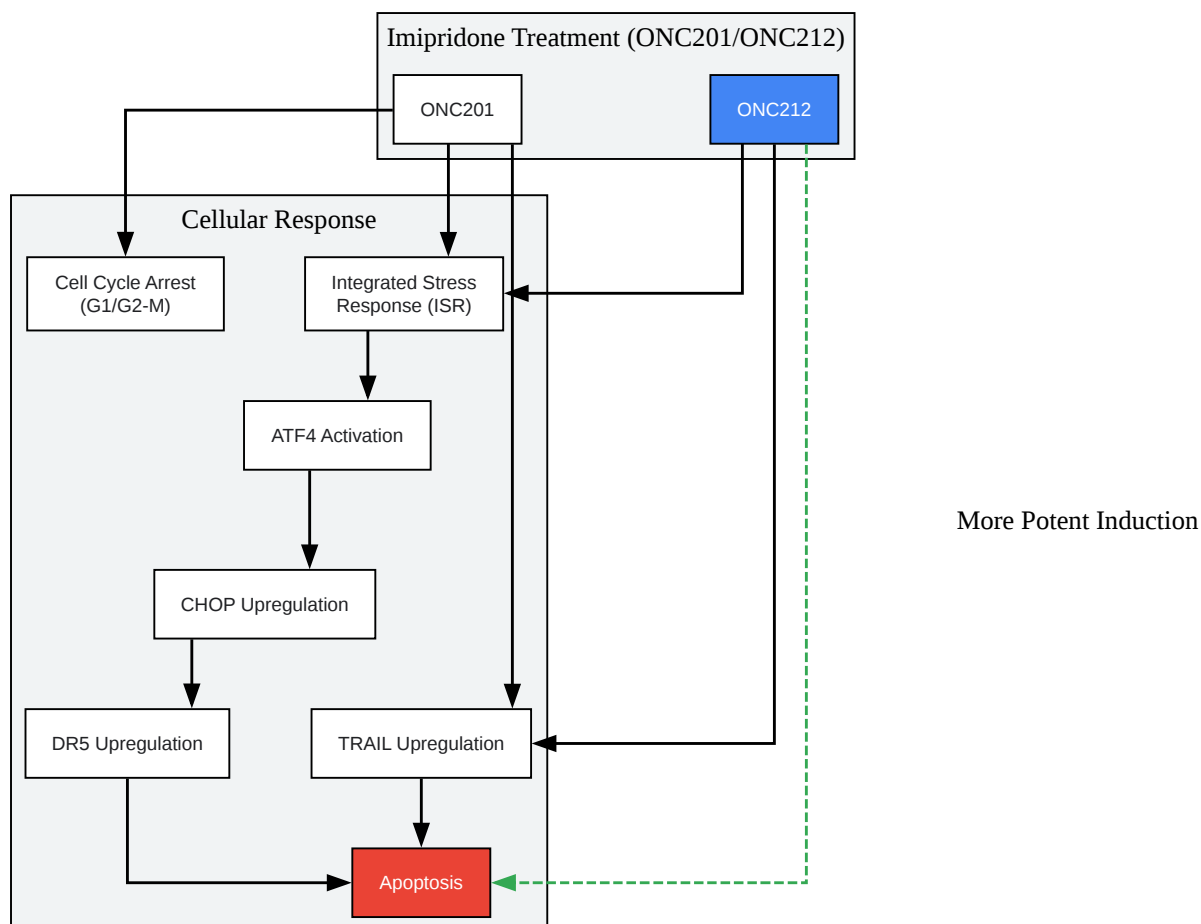 Imipridone Treatment (ONC201/ONC212)
ONC201
ONC212
Cellular Response
Cell Cycle Arrest
(G1/G2-M)
Integrated Stress
Response (ISR)
ATF4 Activation
More Potent Induction
CHOP Upregulation
DR5 Upregulation
TRAIL Upregulation
Apoptosis